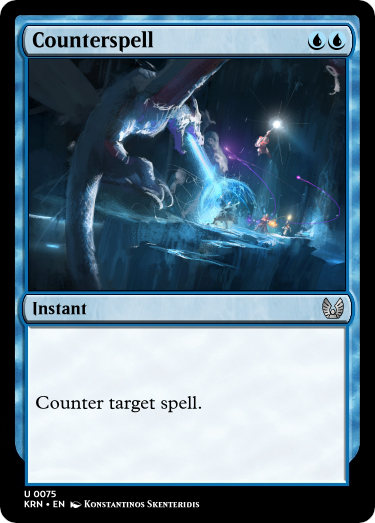 Counterspell
Instant
Counter target spell.
U 0075
KRN • EN Konstantinos Skenteridis